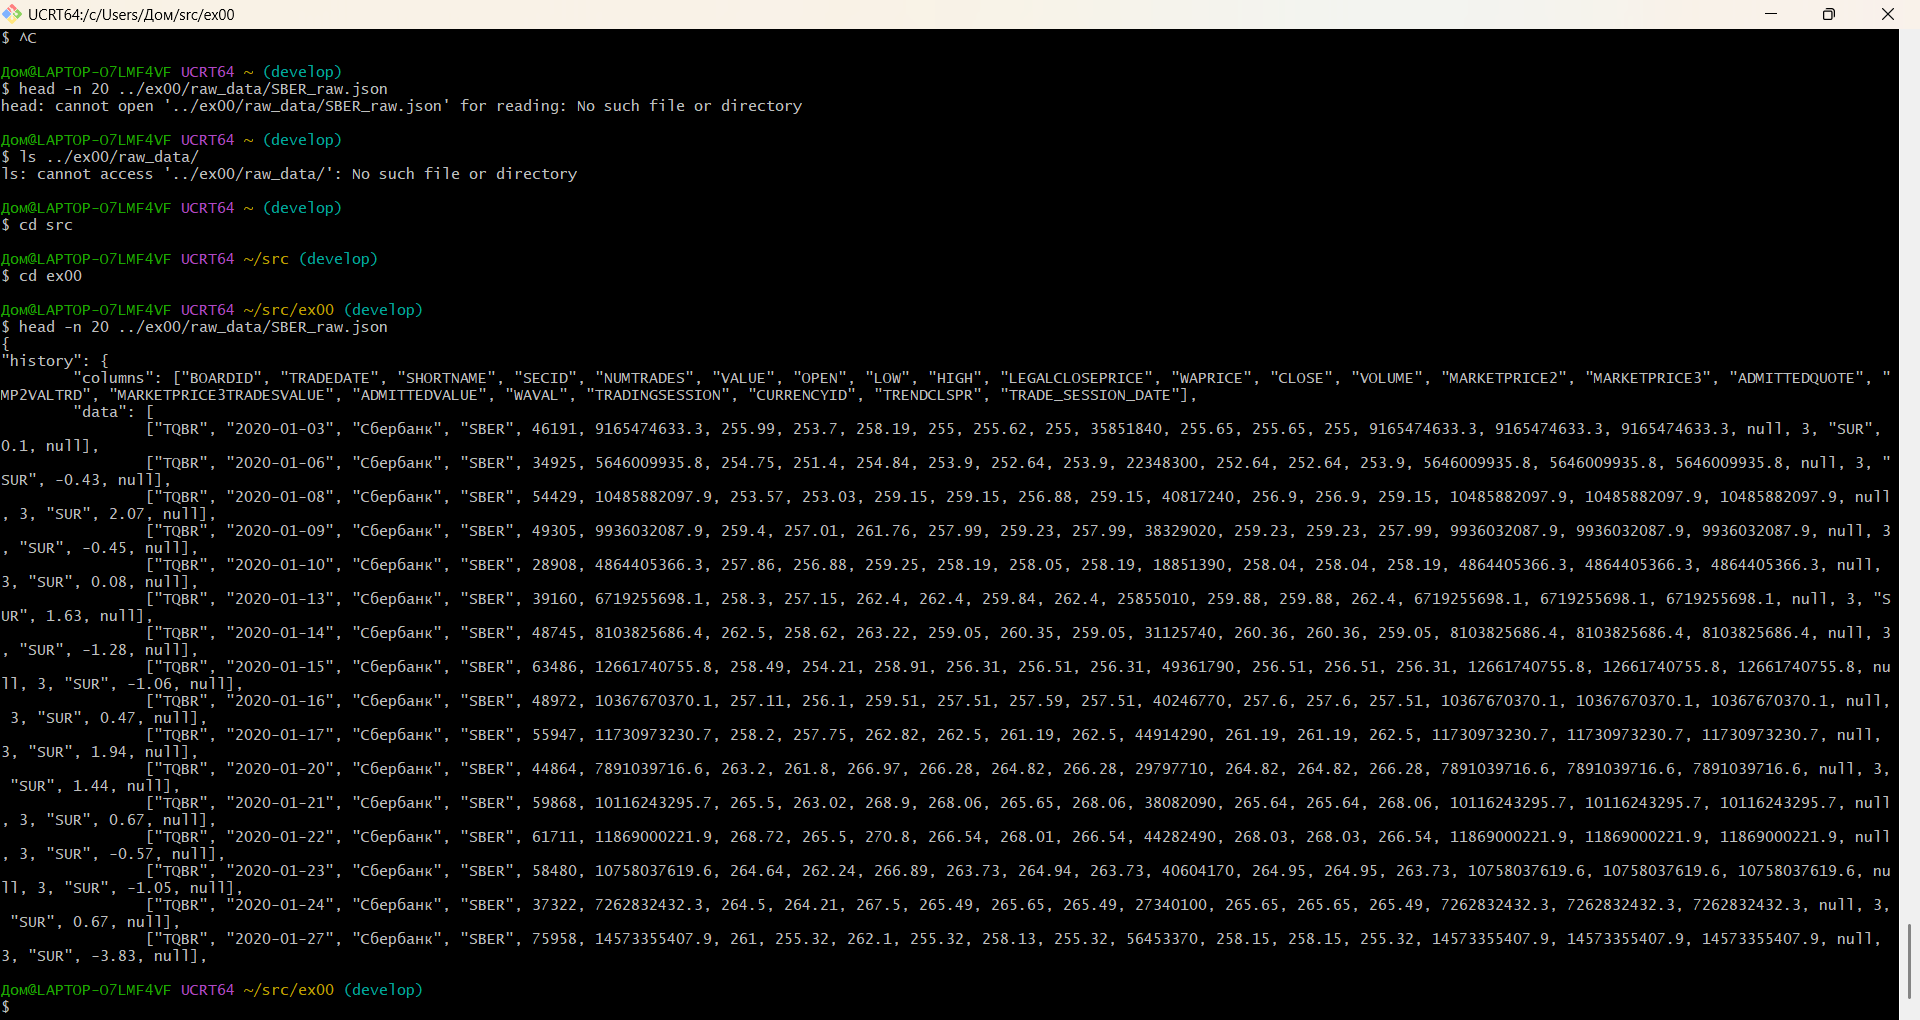 UCRT64:/c/Users/Дом/src/ex00
$ ^C
Дом@LAPTOP-O7LMF4VF UCRT64 ~ (develop)
$ head -n 20 ../ex00/raw_data/SBER_raw.json
head: cannot open '../ex00/raw_data/SBER_raw.json' for reading: No such file or directory
Дом@LAPTOP-O7LMF4VF UCRT64 ~ (develop)
$ ls ../ex00/raw_data/
ls: cannot access '../ex00/raw_data/': No such file or directory
Дом@LAPTOP-O7LMF4VF UCRT64 ~ (develop)
$ cd src
Дом@LAPTOP-O7LMF4VF UCRT64 ~/src (develop)
$ cd ex00
Дом@LAPTOP-O7LMF4VF UCRT64 ~/src/ex00 (develop)
$ head -n 20 ../ex00/raw_data/SBER_raw.json
{
"history": {
"columns": ["BOARDID", "TRADEDATE", "SHORTNAME", "SECID", "NUMTRADES", "VALUE", "OPEN", "LOW", "HIGH", "LEGALCLOSEPRICE", "WAPRICE", "CLOSE", "VOLUME", "MARKETPRICE2", "MARKETPRICE3", "ADMITTEDQUOTE", "
MP2VALTRD", "MARKETPRICE3TRADESVALUE", "ADMITTEDVALUE", "WAVAL", "TRADINGSESSION", "CURRENCYID", "TRENDCLSPR", "TRADE_SESSION_DATE"],
"data": [
["TQBR", "2020-01-03", "Сбербанк", "SBER", 46191, 9165474633.3, 255.99, 253.7, 258.19, 255, 255.62, 255, 35851840, 255.65, 255.65, 255, 9165474633.3, 9165474633.3, 9165474633.3, null, 3, "SUR",
0.1, null],
["TQBR", "2020-01-06", "Сбербанк", "SBER", 34925, 5646009935.8, 254.75, 251.4, 254.84, 253.9, 252.64, 253.9, 22348300, 252.64, 252.64, 253.9, 5646009935.8, 5646009935.8, 5646009935.8, null, 3, "
SUR", -0.43, null],
["TQBR", "2020-01-08", "Сбербанк", "SBER", 54429, 10485882097.9, 253.57, 253.03, 259.15, 259.15, 256.88, 259.15, 40817240, 256.9, 256.9, 259.15, 10485882097.9, 10485882097.9, 10485882097.9, null
, 3, "SUR", 2.07, null],
["TQBR", "2020-01-09", "Сбербанк", "SBER", 49305, 9936032087.9, 259.4, 257.01, 261.76, 257.99, 259.23, 257.99, 38329020, 259.23, 259.23, 257.99, 9936032087.9, 9936032087.9, 9936032087.9, null, 3
, "SUR", -0.45, null],
["TQBR", "2020-01-10", "Сбербанк", "SBER", 28908, 4864405366.3, 257.86, 256.88, 259.25, 258.19, 258.05, 258.19, 18851390, 258.04, 258.04, 258.19, 4864405366.3, 4864405366.3, 4864405366.3, null,
3, "SUR", 0.08, null],
["TQBR", "2020-01-13", "Сбербанк", "SBER", 39160, 6719255698.1, 258.3, 257.15, 262.4, 262.4, 259.84, 262.4, 25855010, 259.88, 259.88, 262.4, 6719255698.1, 6719255698.1, 6719255698.1, null, 3, "S
UR", 1.63, null],
["TQBR", "2020-01-14", "Сбербанк", "SBER", 48745, 8103825686.4, 262.5, 258.62, 263.22, 259.05, 260.35, 259.05, 31125740, 260.36, 260.36, 259.05, 8103825686.4, 8103825686.4, 8103825686.4, null, 3
, "SUR", -1.28, null],
["TQBR", "2020-01-15", "Сбербанк", "SBER", 63486, 12661740755.8, 258.49, 254.21, 258.91, 256.31, 256.51, 256.31, 49361790, 256.51, 256.51, 256.31, 12661740755.8, 12661740755.8, 12661740755.8, nu
ll, 3, "SUR", -1.06, null],
["TQBR", "2020-01-16", "Сбербанк", "SBER", 48972, 10367670370.1, 257.11, 256.1, 259.51, 257.51, 257.59, 257.51, 40246770, 257.6, 257.6, 257.51, 10367670370.1, 10367670370.1, 10367670370.1, null,
3, "SUR", 0.47, null],
["TQBR", "2020-01-17", "Сбербанк", "SBER", 55947, 11730973230.7, 258.2, 257.75, 262.82, 262.5, 261.19, 262.5, 44914290, 261.19, 261.19, 262.5, 11730973230.7, 11730973230.7, 11730973230.7, null,
3, "SUR", 1.94, null],
["TQBR", "2020-01-20", "Сбербанк", "SBER", 44864, 7891039716.6, 263.2, 261.8, 266.97, 266.28, 264.82, 266.28, 29797710, 264.82, 264.82, 266.28, 7891039716.6, 7891039716.6, 7891039716.6, null, 3,
"SUR", 1.44, null],
["TQBR", "2020-01-21", "Сбербанк", "SBER", 59868, 10116243295.7, 265.5, 263.02, 268.9, 268.06, 265.65, 268.06, 38082090, 265.64, 265.64, 268.06, 10116243295.7, 10116243295.7, 10116243295.7, null
, 3, "SUR", 0.67, null],
["TQBR", "2020-01-22", "Сбербанк", "SBER", 61711, 11869000221.9, 268.72, 265.5, 270.8, 266.54, 268.01, 266.54, 44282490, 268.03, 268.03, 266.54, 11869000221.9, 11869000221.9, 11869000221.9, null
, 3, "SUR", -0.57, null],
["TQBR", "2020-01-23", "Сбербанк", "SBER", 58480, 10758037619.6, 264.64, 262.24, 266.89, 263.73, 264.94, 263.73, 40604170, 264.95, 264.95, 263.73, 10758037619.6, 10758037619.6, 10758037619.6, nu
ll, 3, "SUR", -1.05, null],
["TQBR", "2020-01-24", "Сбербанк", "SBER", 37322, 7262832432.3, 264.5, 264.21, 267.5, 265.49, 265.65, 265.49, 27340100, 265.65, 265.65, 265.49, 7262832432.3, 7262832432.3, 7262832432.3, null, 3,
"SUR", 0.67, null],
["TQBR", "2020-01-27", "Сбербанк", "SBER", 75958, 14573355407.9, 261, 255.32, 262.1, 255.32, 258.13, 255.32, 56453370, 258.15, 258.15, 255.32, 14573355407.9, 14573355407.9, 14573355407.9, null,
3, "SUR", -3.83, null],
Дом@LAPTOP-O7LMF4VF UCRT64 ~/src/ex00 (develop)
$